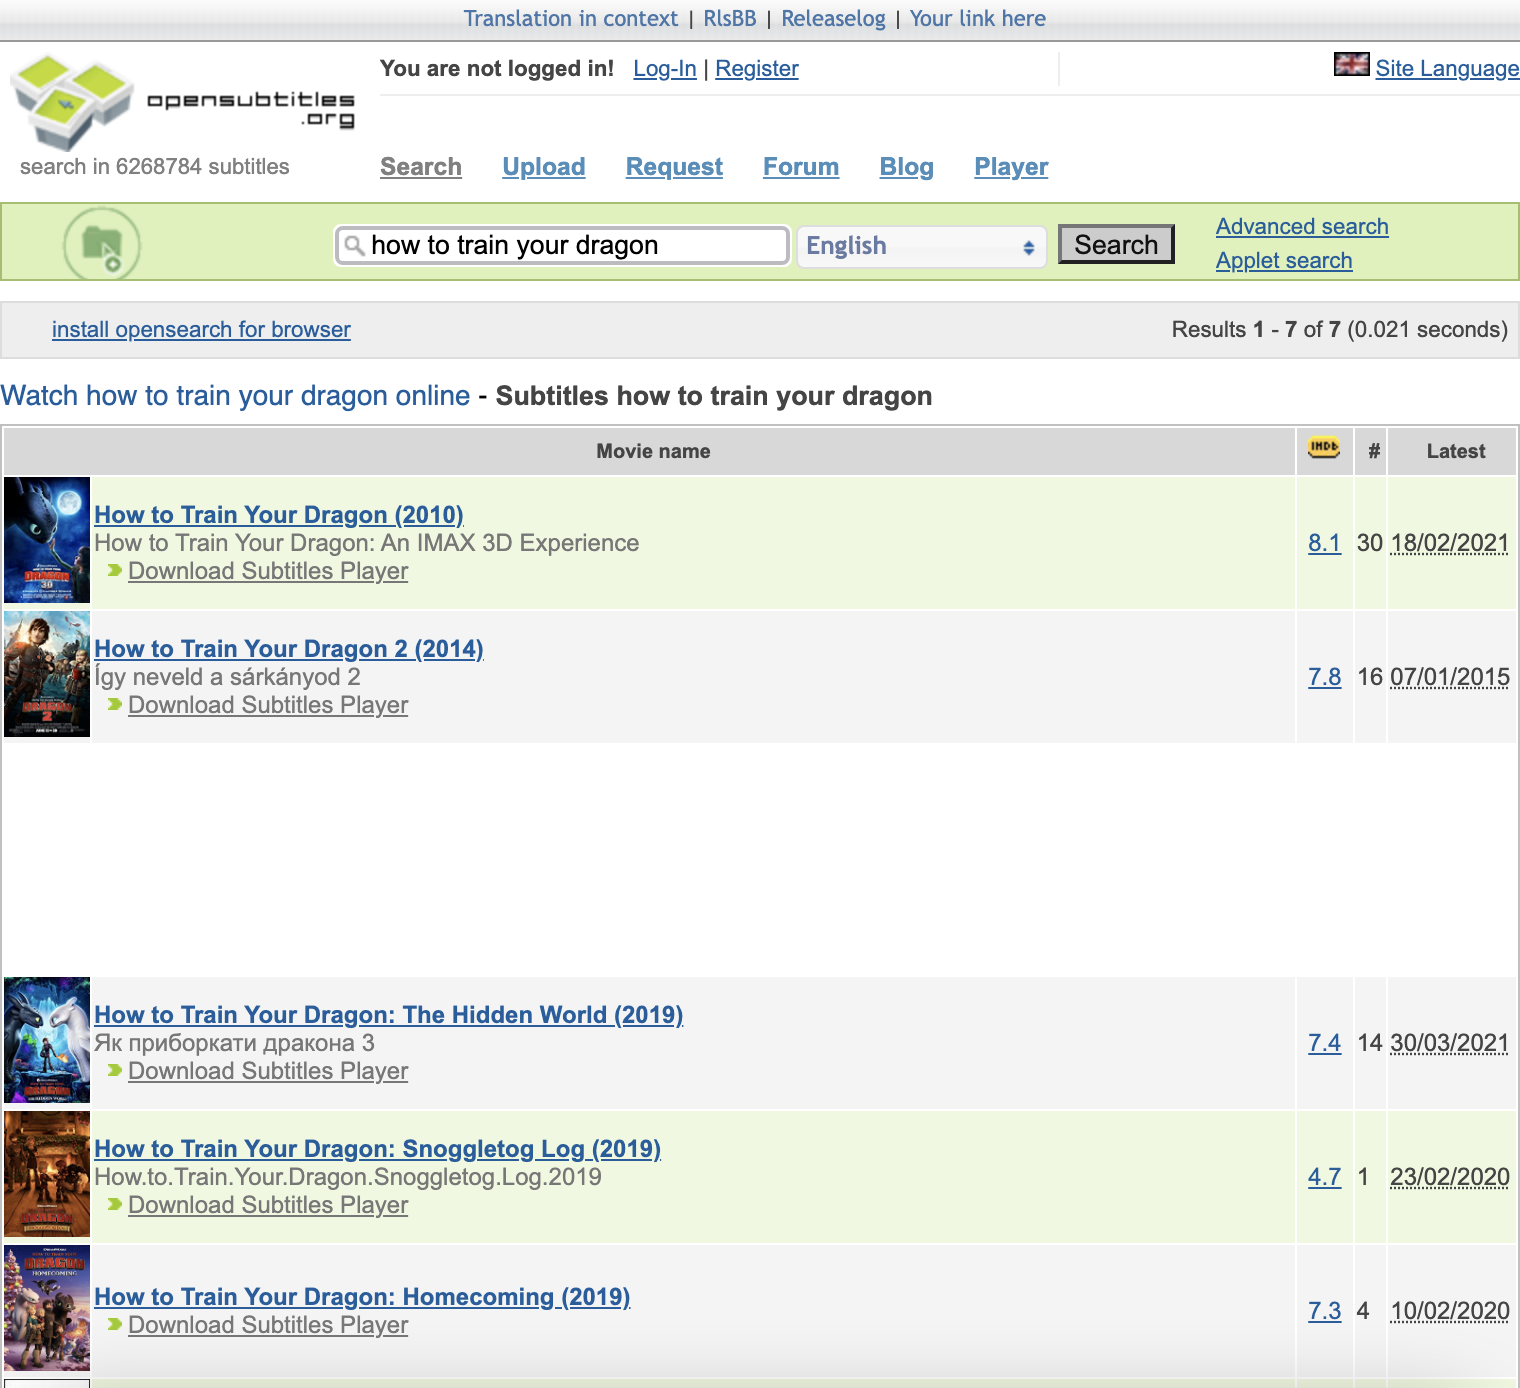 Translation in context | RlsBB | Releaselog | Your link here
You are not logged in! Log-In | Register
Site Language
opensubtitles
.org
search in 6268784 subtitles
Search Upload Request Forum Blog Player
how to train your dragon English Search
Advanced search
Applet search
install opensearch for browser Results 1 - 7 of 7 (0.021 seconds)
Watch how to train your dragon online - Subtitles how to train your dragon
Movie name IMDb # Latest
How to Train Your Dragon (2010)
How to Train Your Dragon: An IMAX 3D Experience
Download Subtitles Player
8.1 30 18/02/2021
DRAGON
3D
How to Train Your Dragon 2 (2014)
Így neveld a sárkányod 2
Download Subtitles Player
7.8 16 07/01/2015
DRAGON
2
How to Train Your Dragon: The Hidden World (2019)
Як приборкати дракона 3
Download Subtitles Player
7.4 14 30/03/2021
DRAGON
How to Train Your Dragon: Snoggletog Log (2019)
How.to.Train.Your.Dragon.Snoggletog.Log.2019
Download Subtitles Player
4.7 1 23/02/2020
DRAGON
How to Train Your Dragon: Homecoming (2019)
Download Subtitles Player
7.3 4 10/02/2020
DRAGON
HOMECOMING